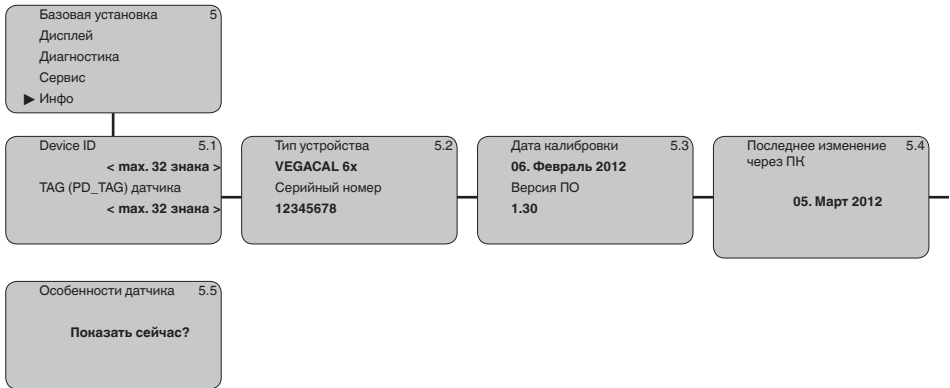 Базовая установка 5
Дисплей
Диагностика
Сервис
▶ Инфо
Device ID 5.1
< max. 32 знака >
TAG (PD_TAG) датчика
< max. 32 знака >
Тип устройства 5.2
VEGACAL 6x
Серийный номер
12345678
Дата калибровки 5.3
06. Февраль 2012
Версия ПО
1.30
Последнее изменение 5.4
через ПК
05. Март 2012
Особенности датчика 5.5
Показать сейчас?